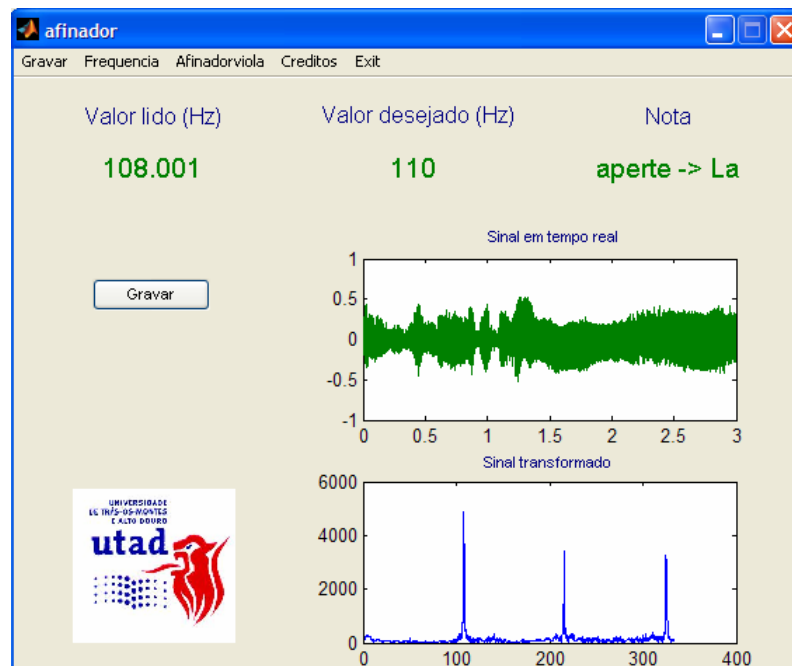 afinador
Gravar Frequencia Afinadorviola Creditos Exit
Valor lido (Hz) Valor desejado (Hz) Nota
108.001 110 aperte -> La
Sinal em tempo real
1
0.5
0
-0.5
-1
0 0.5 1 1.5 2 2.5 3
Gravar
Sinal transformado
6000
4000
2000
0
0 100 200 300 400
UNIVERSIDADE
DE TRÁS-OS-MONTES
E ALTO DOURO
utad